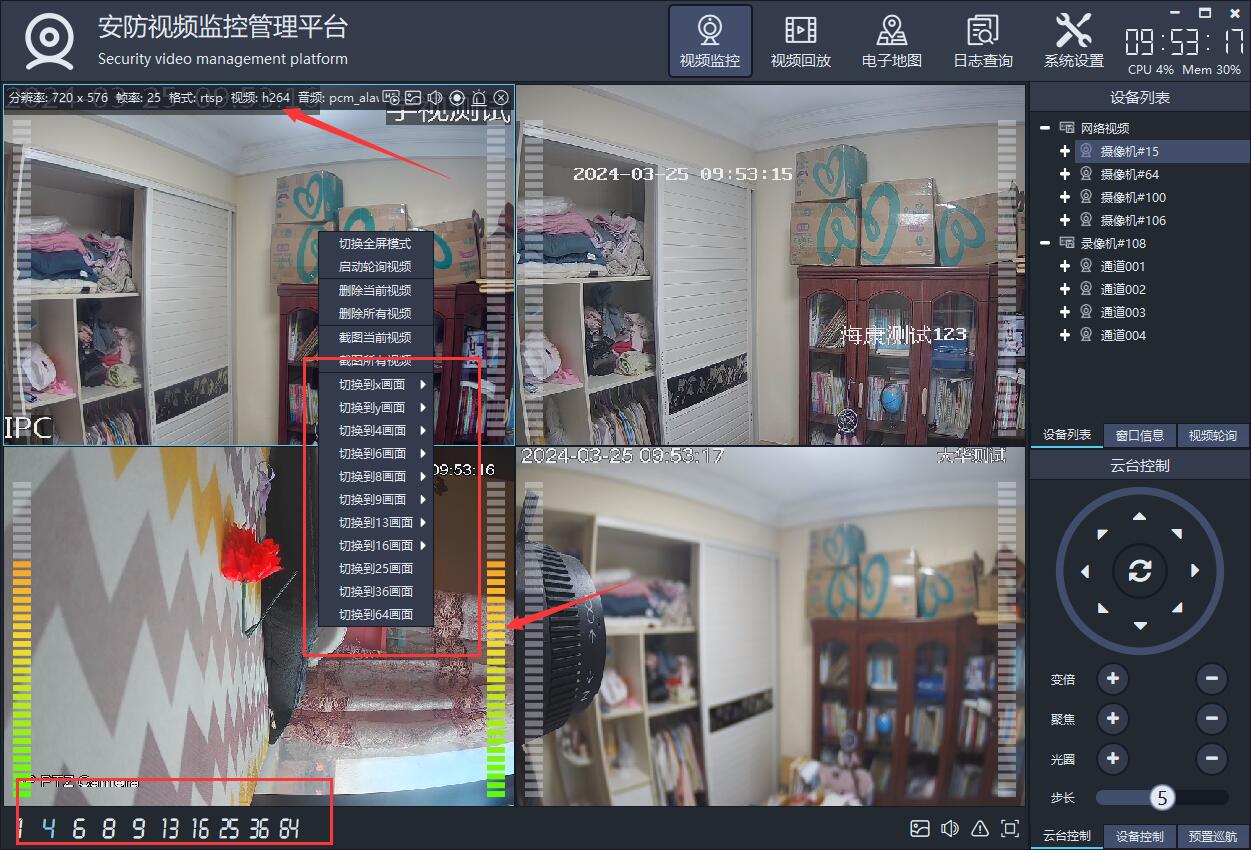 安防视频监控管理平台
Security video management platform
视频监控
视频回放
电子地图
日志查询
系统设置
09:53:17
CPU 4%  Mem 30%
分辨率: 720 x 576  帧率: 25  格式: rtsp  视频: h264  音频: pcm_alaw
宇视测试
IPC
2024-03-25 09:53:15
海康测试123
09:53:16
IP PTZ Camera
2024-03-25 09:53:17
大华测试
切换全屏模式
启动轮询视频
删除当前视频
删除所有视频
截图当前视频
截图所有视频
切换到x画面
切换到y画面
切换到4画面
切换到6画面
切换到8画面
切换到9画面
切换到13画面
切换到16画面
切换到25画面
切换到36画面
切换到64画面
1 4 6 8 9 13 16 25 36 64
设备列表
网络视频
摄像机#15
摄像机#64
摄像机#100
摄像机#106
录像机#108
通道001
通道002
通道003
通道004
设备列表 窗口信息 视频轮询
云台控制
变倍
聚焦
光圈
步长 5
云台控制 设备控制 预置巡航